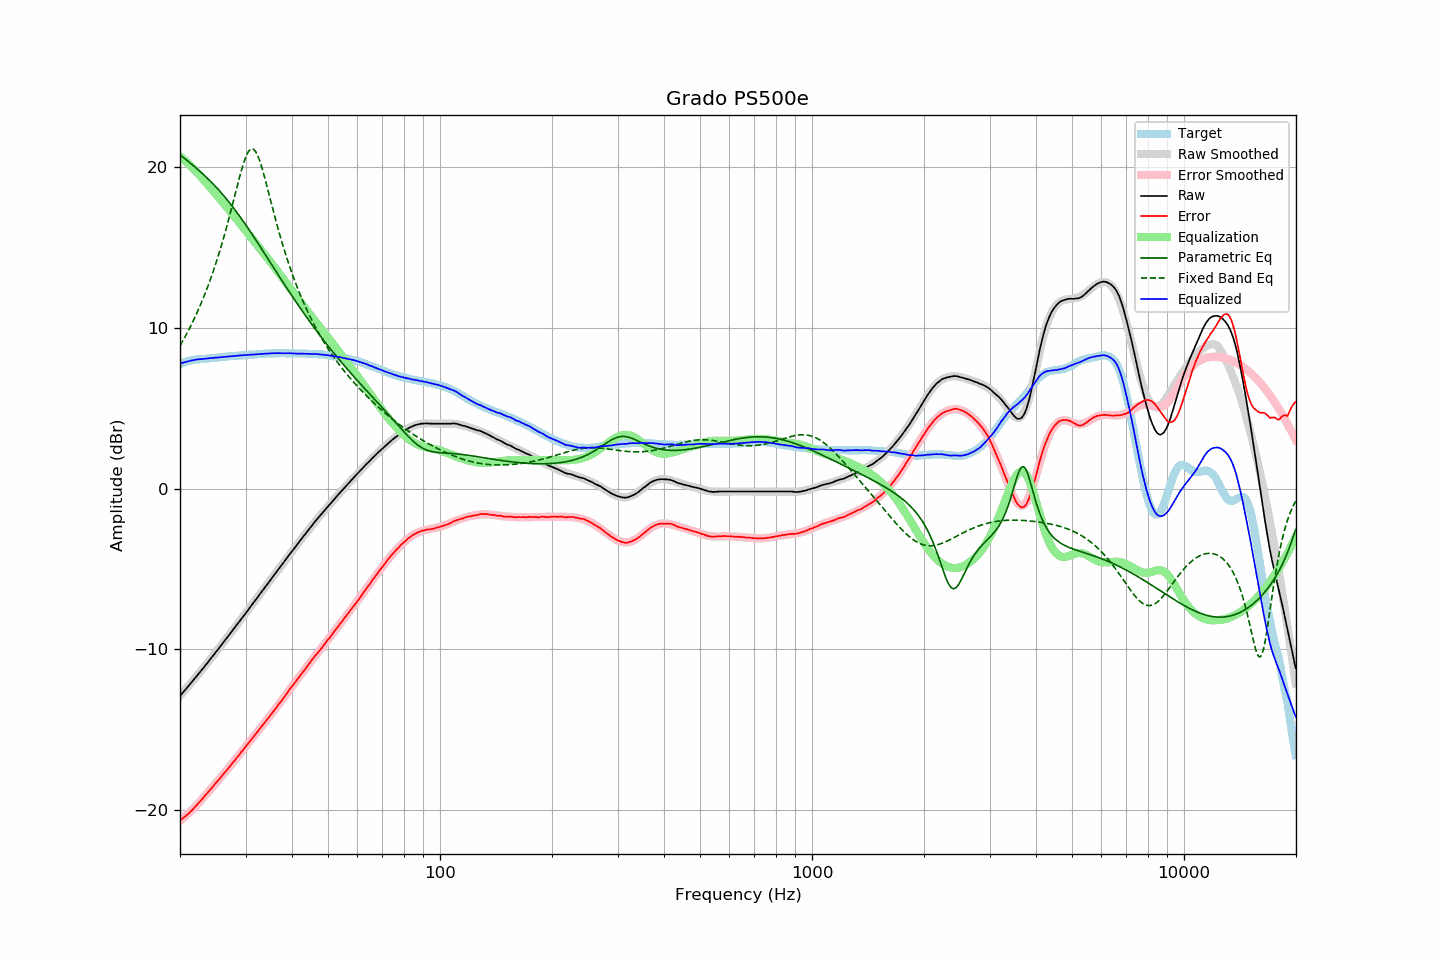 Grado PS500e
Target
Raw Smoothed
Error Smoothed
Raw
Error
Equalization
Parametric Eq
Fixed Band Eq
Equalized
20
10
0
−10
−20
Amplitude (dBr)
100
1000
10000
Frequency (Hz)